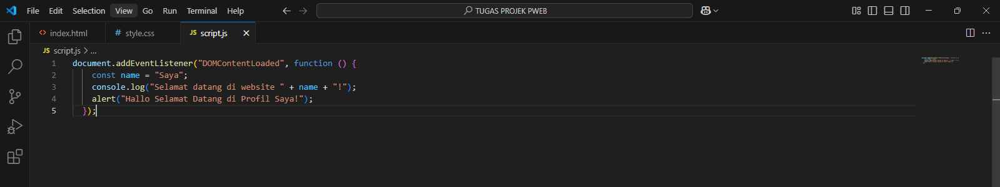 File Edit Selection View Go Run Terminal Help TUGAS PROJEK PWEB
index.html style.css JS script.js
JS script.js > ...
1 document.addEventListener("DOMContentLoaded", function () {
2 const name = "Saya";
3 console.log("Selamat datang di website " + name + "!");
4 alert("Hallo Selamat Datang di Profil Saya!");
5 });